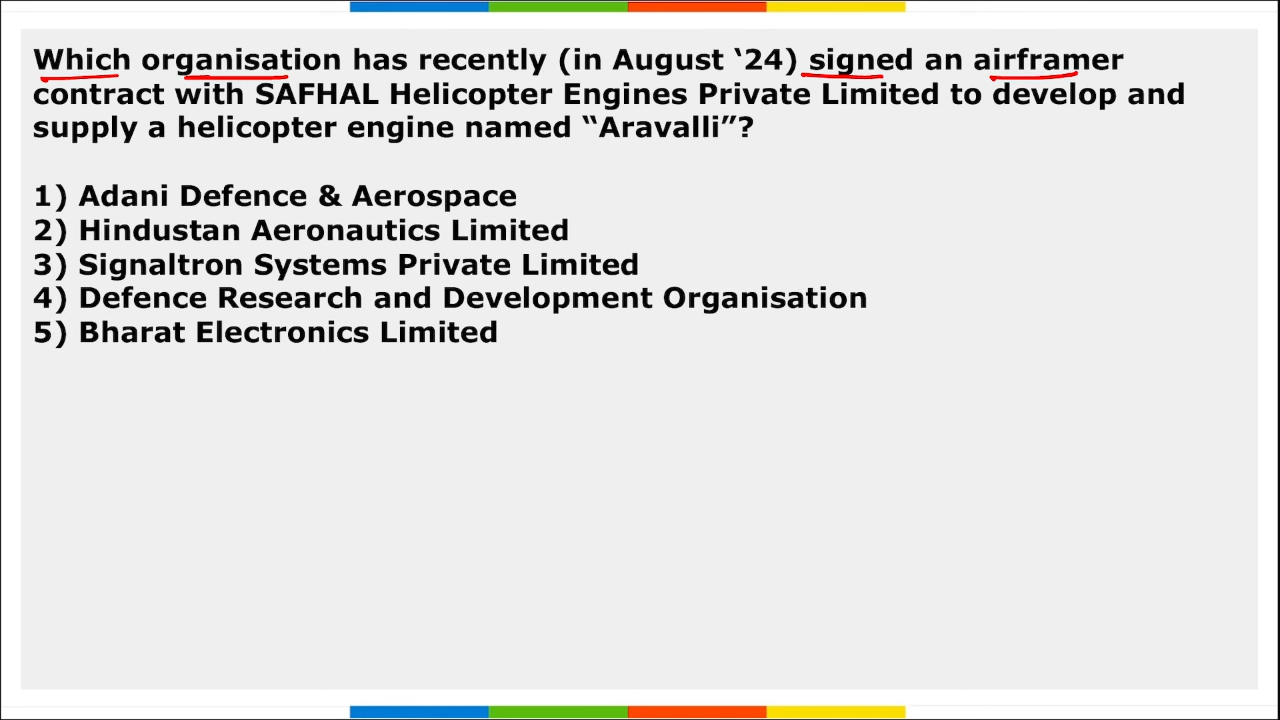 Which organisation has recently (in August ‘24) signed an airframer
contract with SAFHAL Helicopter Engines Private Limited to develop and
supply a helicopter engine named “Aravalli”?
1) Adani Defence & Aerospace
2) Hindustan Aeronautics Limited
3) Signaltron Systems Private Limited
4) Defence Research and Development Organisation
5) Bharat Electronics Limited